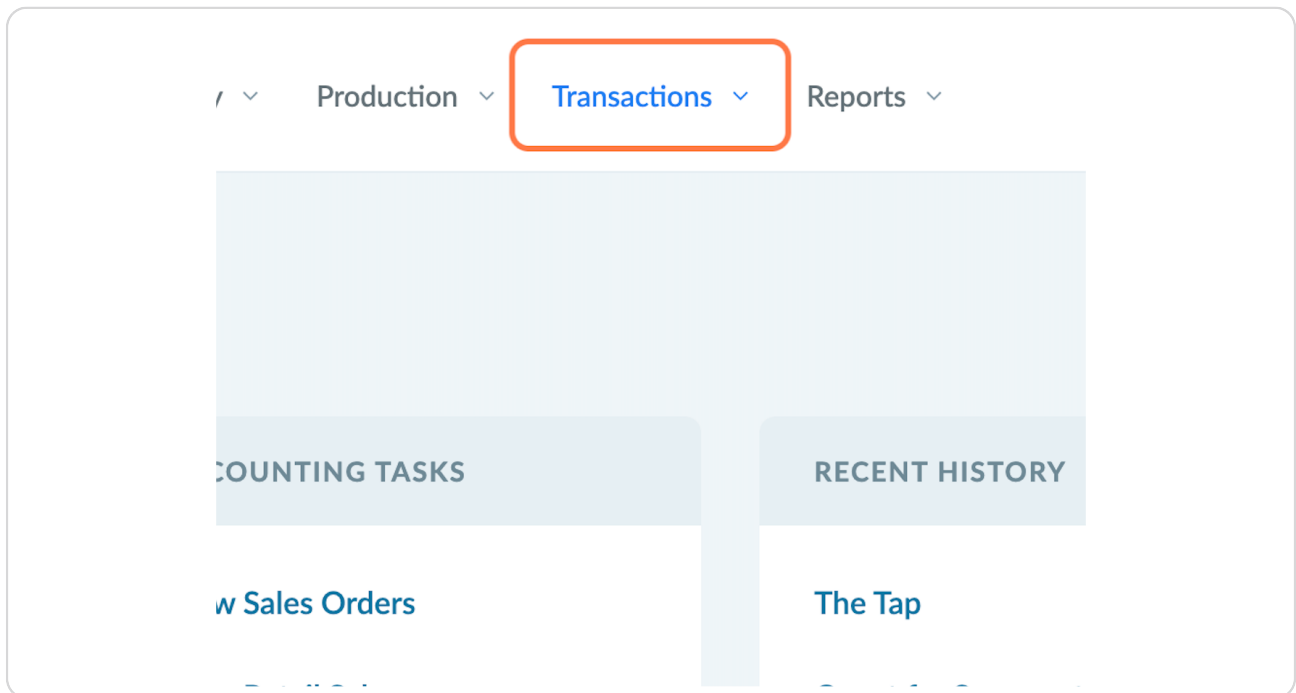 Production Transactions Reports
COUNTING TASKS
RECENT HISTORY
Sales Orders
The Tap